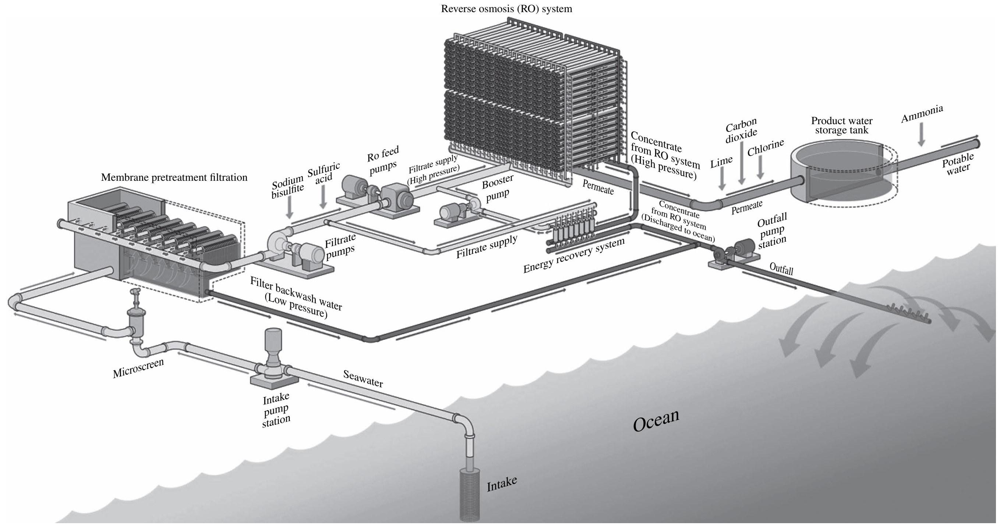 Reverse osmosis (RO) system
Ammonia
Product water
storage tank
Carbon
dioxide
Chlorine
Lime
Potable
water
Concentrate
from RO system
(High pressure)
Ro feed
pumps
Filtrate supply
(High pressure)
Sulfuric
acid
Sodium
bisulfite
Membrane pretreatment filtration
Booster
pump
Permeate
Permeate
Concentrate
from RO system
(Discharged to ocean)
Outfall
pump
station
Filtrate
pumps
Filtrate supply
Energy recovery system
Outfall
Filter backwash water
(Low pressure)
Microscreen
Seawater
Intake
pump
station
Ocean
Intake